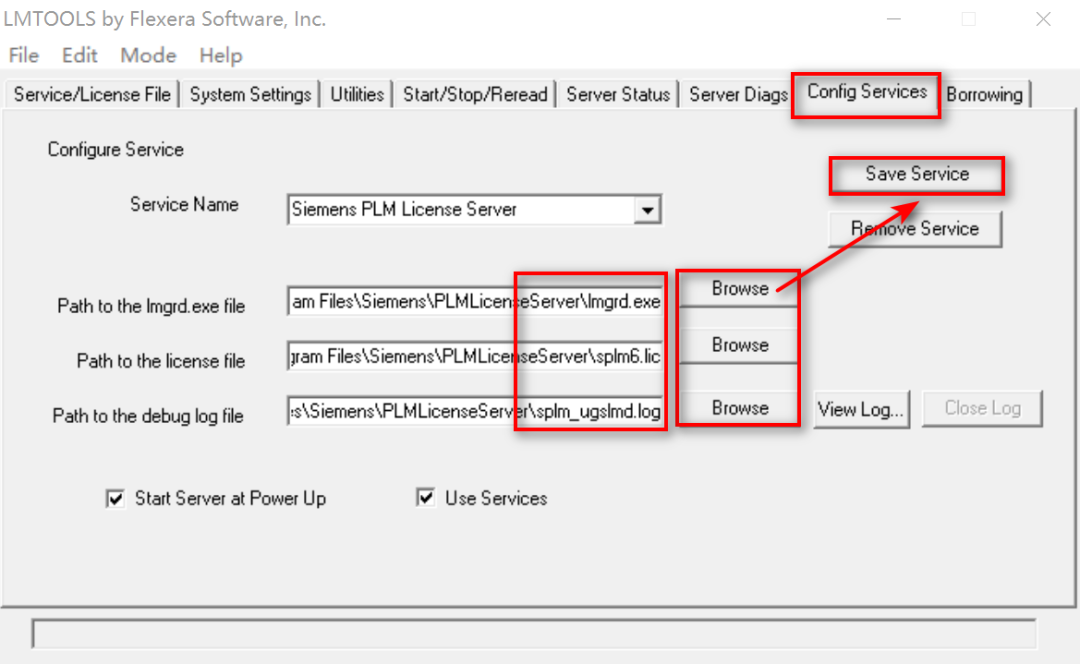 LMTOOLS by Flexera Software, Inc.
File Edit Mode Help
Service/License File System Settings Utilities Start/Stop/Reread Server Status Server Diags Config Services Borrowing
Configure Service
Save Service
Service Name Siemens PLM License Server
Remove Service
Path to the lmgrd.exe file am Files\Siemens\PLMLicenseServer\lmgrd.exe Browse
Path to the license file gram Files\Siemens\PLMLicenseServer\splm6.lic Browse
Path to the debug log file s\Siemens\PLMLicenseServer\splm_ugslmd.log Browse View Log... Close Log
Start Server at Power Up Use Services